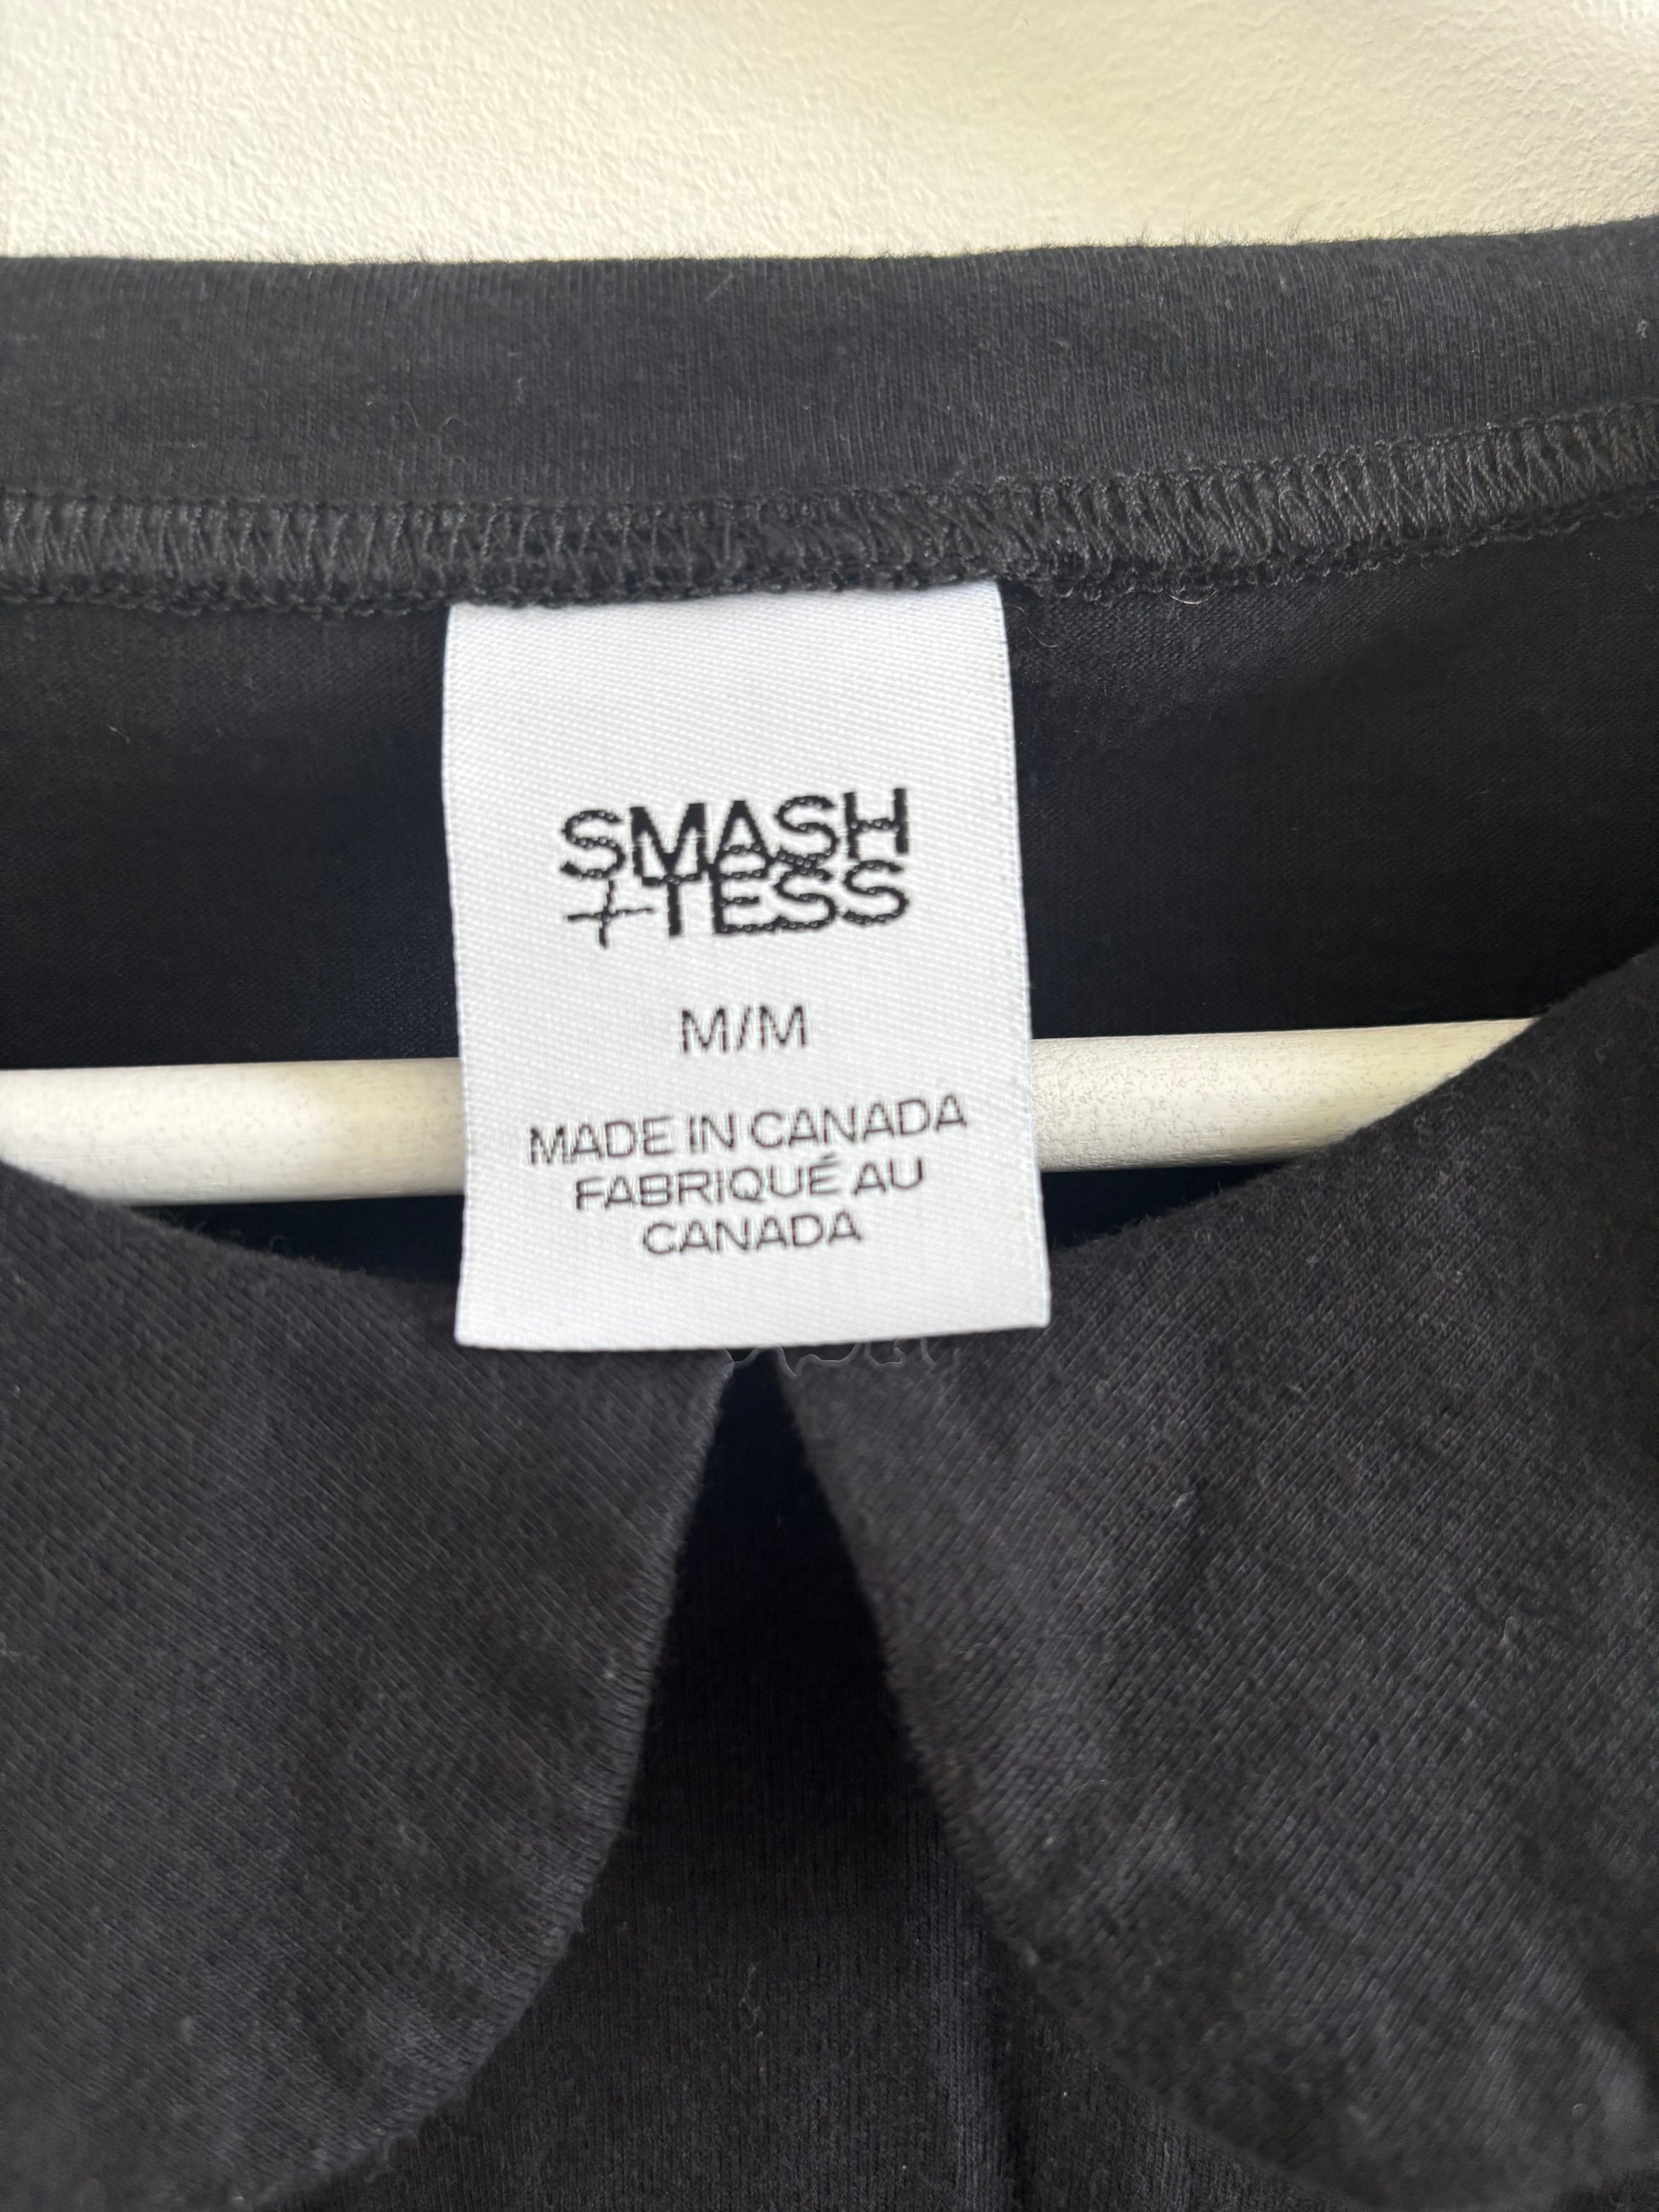 SMASH
+TESS
M/M
MADE IN CANADA
FABRIQUÉ AU
CANADA